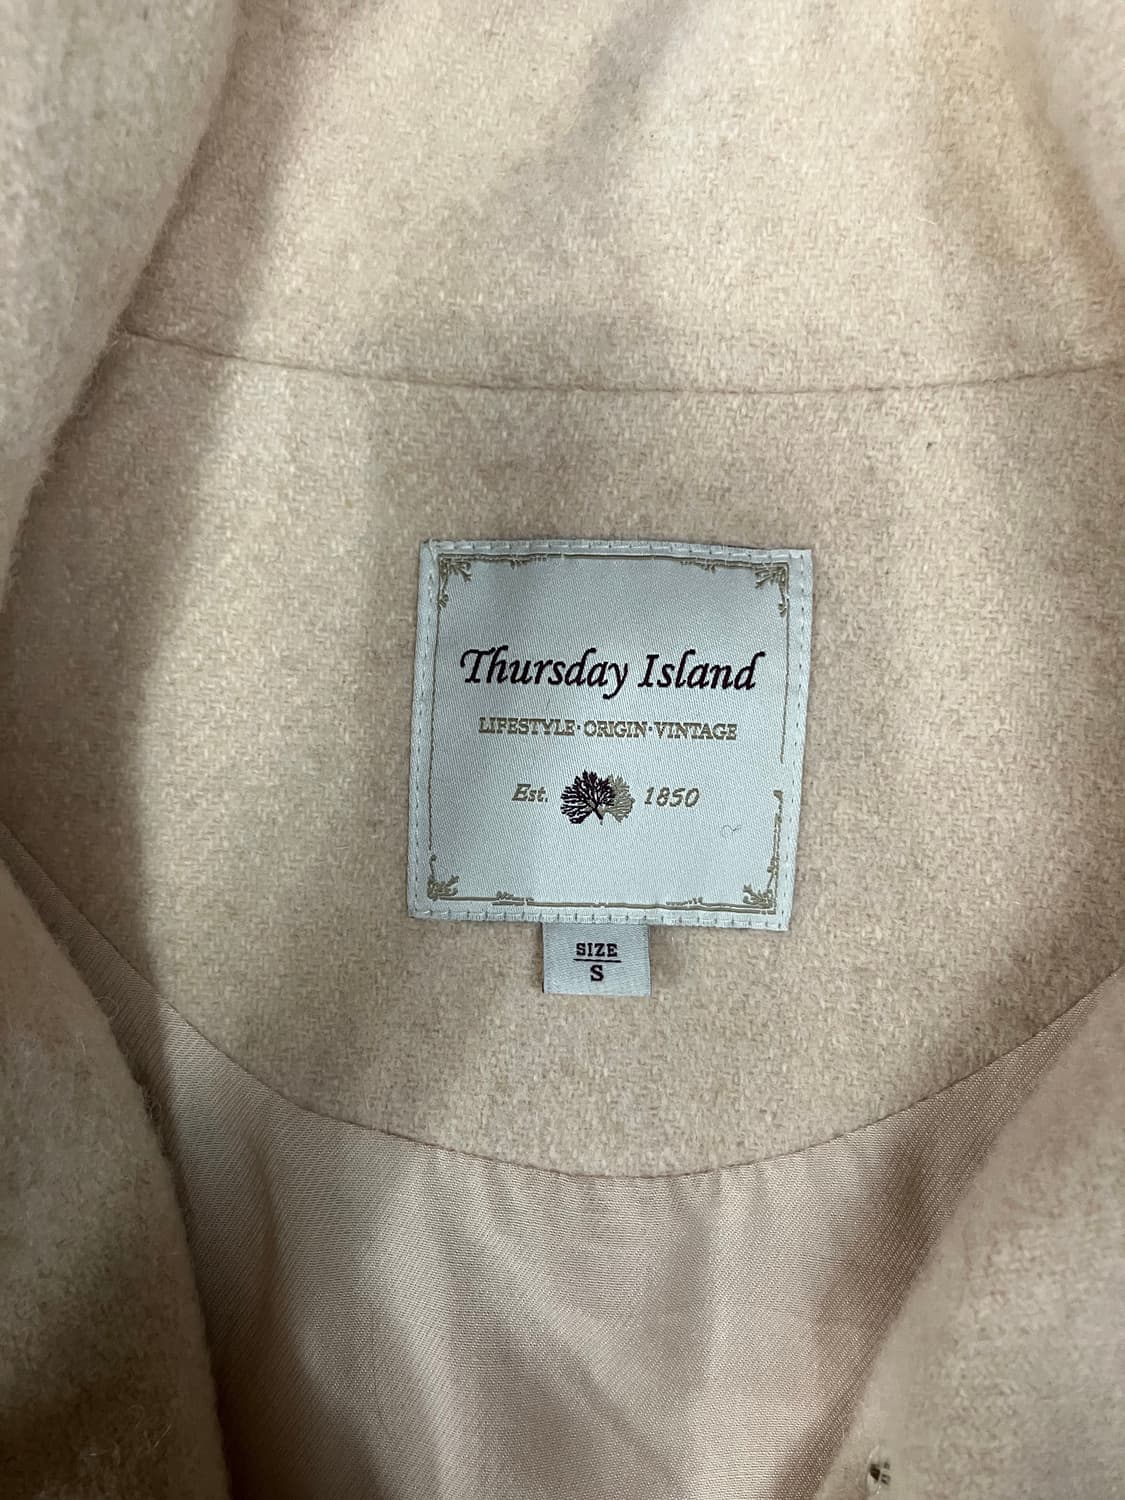 Thursday Island
LIFESTYLE·ORIGIN·VINTAGE
Est. 1850
SIZE
S